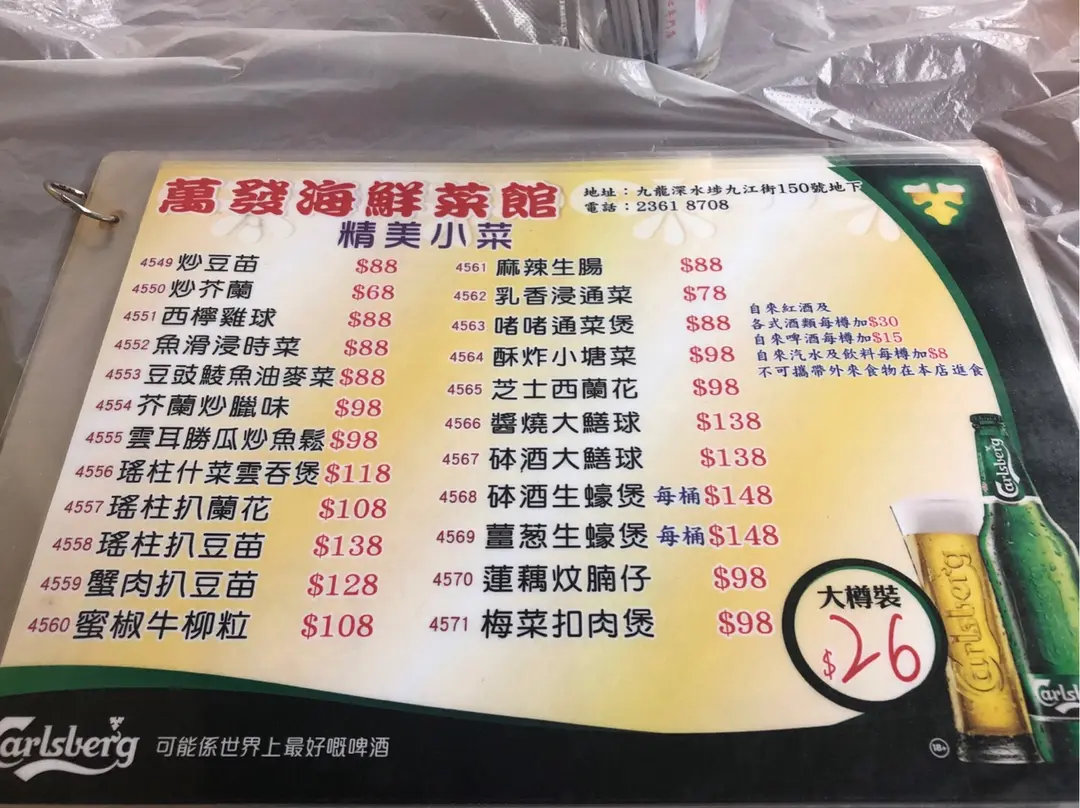 萬發海鮮菜館
地址：九龍深水埗九江街150號地下
電話：2361 8708
精美小菜
4549 炒豆苗 $88
4550 炒芥蘭 $68
4551 西檸雞球 $88
4552 魚滑浸時菜 $88
4553 豆豉鯪魚油麥菜 $88
4554 芥蘭炒臘味 $98
4555 雲耳勝瓜炒魚鬆 $98
4556 瑤柱什菜雲吞煲 $118
4557 瑤柱扒蘭花 $108
4558 瑤柱扒豆苗 $138
4559 蟹肉扒豆苗 $128
4560 蜜椒牛柳粒 $108
4561 麻辣生腸 $88
4562 乳香浸通菜 $78
4563 啫啫通菜煲 $88
4564 酥炸小塘菜 $98
4565 芝士西蘭花 $98
4566 醬燒大鱔球 $138
4567 砵酒大鱔球 $138
4568 砵酒生蠔煲 每桶$148
4569 薑葱生蠔煲 每桶$148
4570 蓮藕炆腩仔 $98
4571 梅菜扣肉煲 $98
自來紅酒及
各式酒類每樽加$30
自來啤酒每樽加$15
自來汽水及飲料每樽加$8
不可攜帶外來食物在本店進食
大樽裝
$26
Carlsberg
Carlsberg
Carlsberg
Carlsberg 可能係世界上最好嘅啤酒
18+